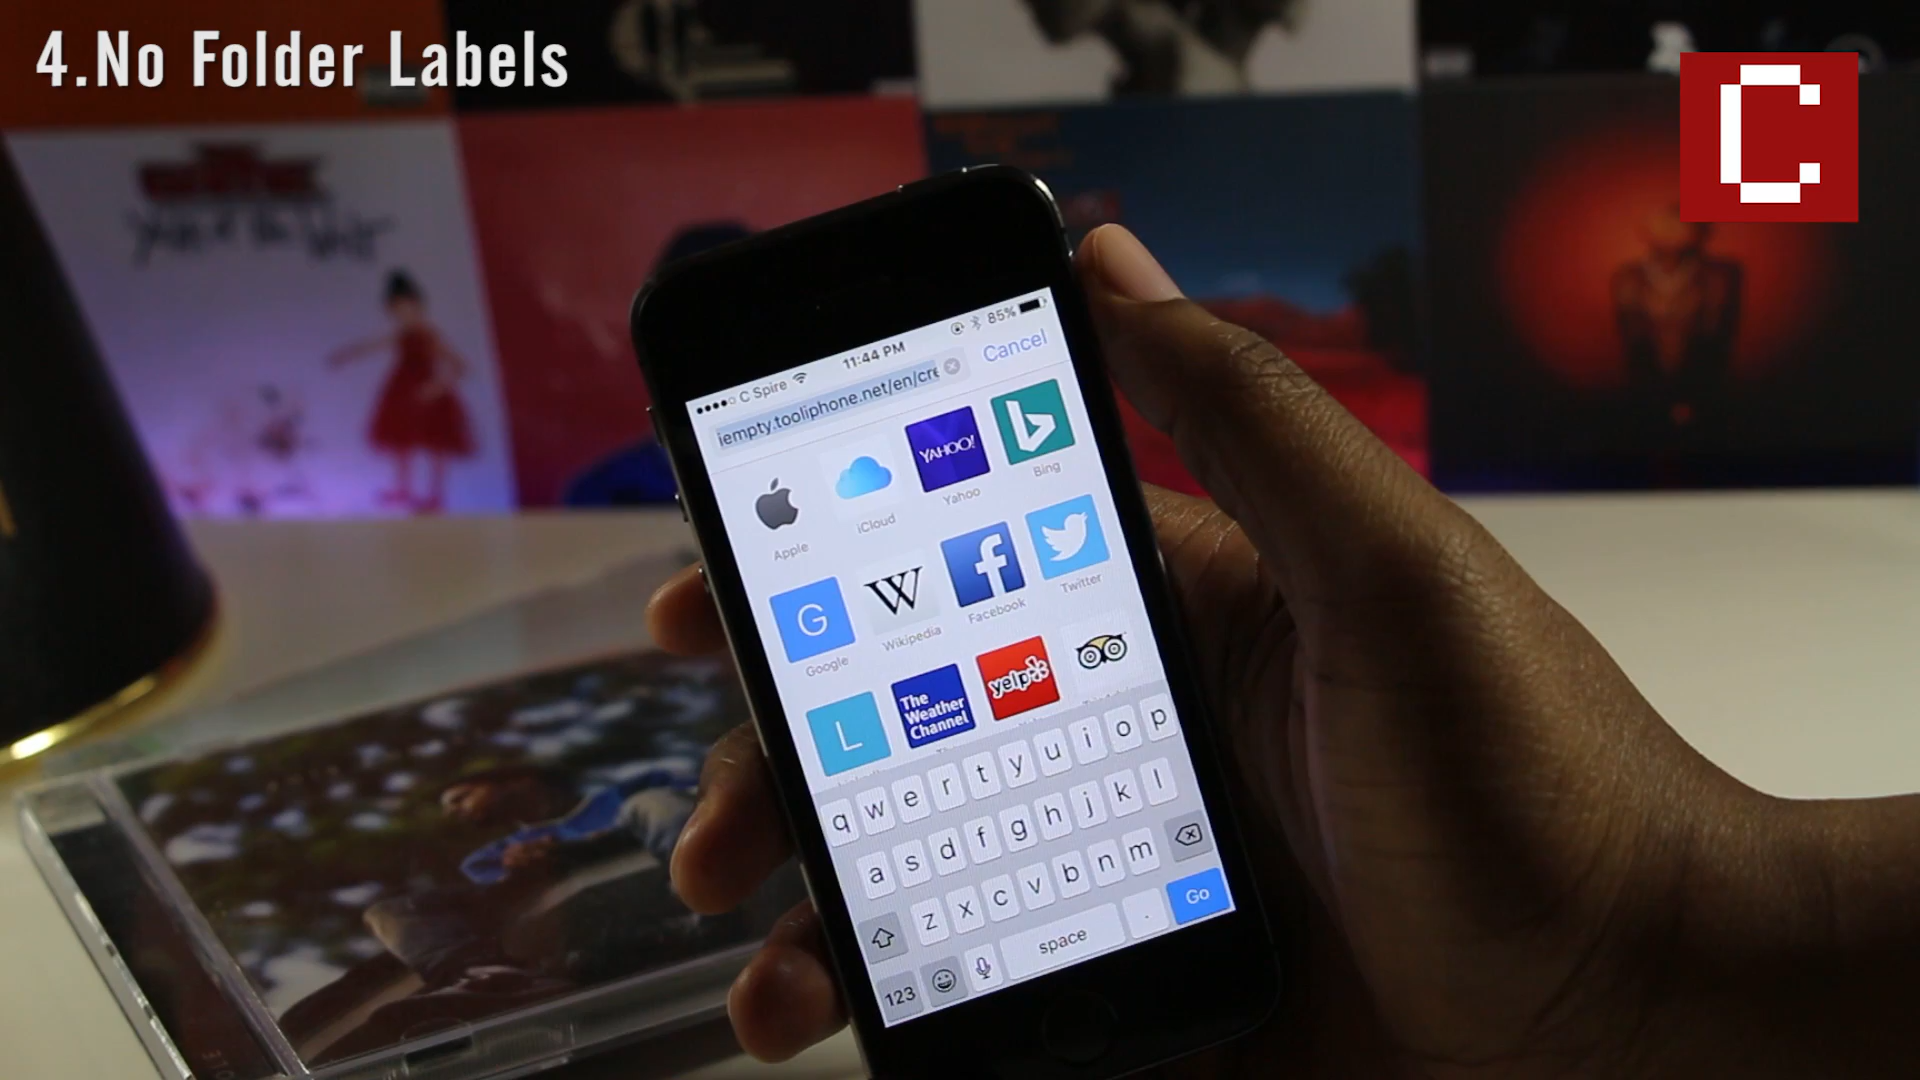 4.No Folder Labels
C
C Spire 11:44 PM 85%
iempty.tooliphone.net/en/cre
Cancel
YAHOO!
Apple iCloud Yahoo Bing
G W f
Google Wikipedia Facebook Twitter
L
The
Weather
Channel
yelp
q w e r t y u i o p
a s d f g h j k l
z x c v b n m
123 space . Go